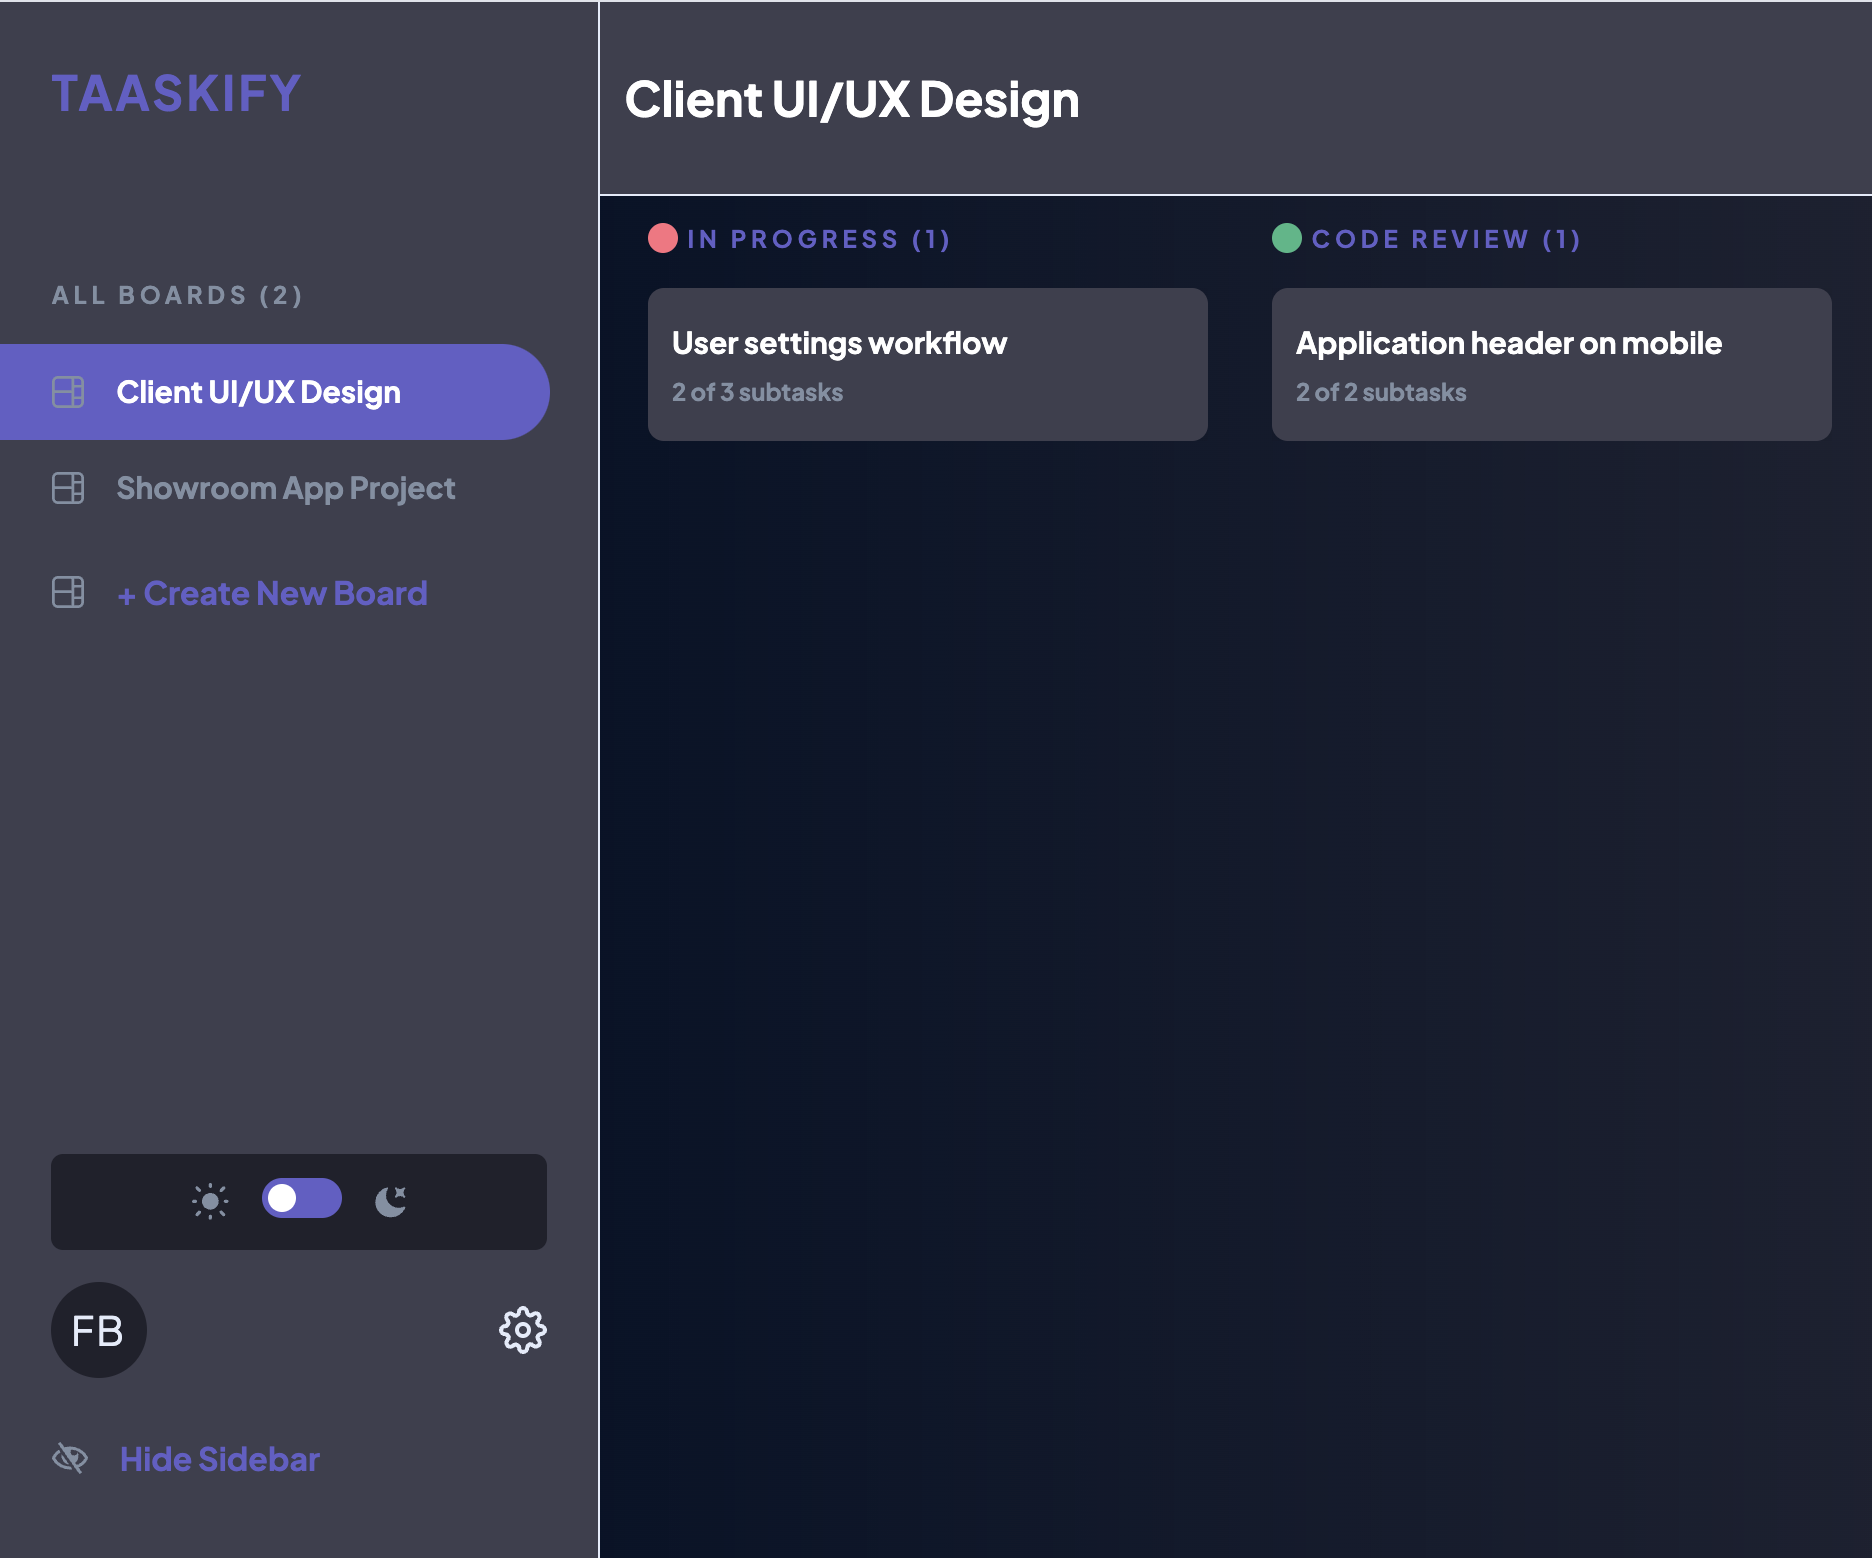 TAASKIFY
ALL BOARDS (2)
Client UI/UX Design
Showroom App Project
+ Create New Board
FB
Hide Sidebar
Client UI/UX Design
IN PROGRESS (1)
User settings workflow
2 of 3 subtasks
CODE REVIEW (1)
Application header on mobile
2 of 2 subtasks